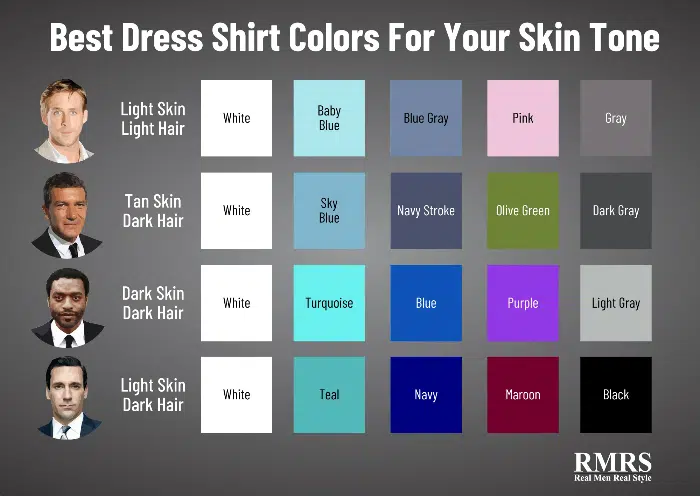 Best Dress Shirt Colors For Your Skin Tone
Light Skin
Light Hair
White
Baby
Blue
Blue Gray
Pink
Gray
Tan Skin
Dark Hair
White
Sky
Blue
Navy Stroke
Olive Green
Dark Gray
Dark Skin
Dark Hair
White
Turquoise
Blue
Purple
Light Gray
Light Skin
Dark Hair
White
Teal
Navy
Maroon
Black
RMRS
Real Men Real Style